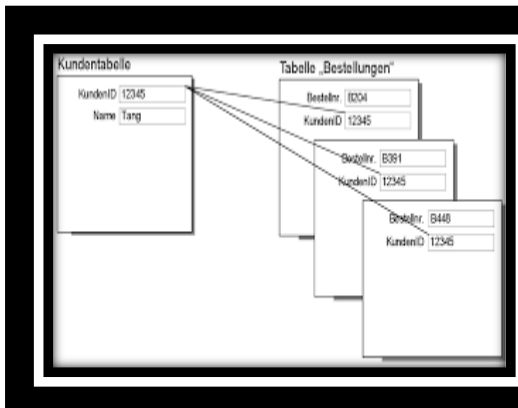 Kundentabelle
KundenID 12345
Name Tang
Tabelle „Bestellungen“
Bestellnr. B204
KundenID 12345
Bestellnr. B391
KundenID 12345
Bestellnr. B448
KundenID 12345